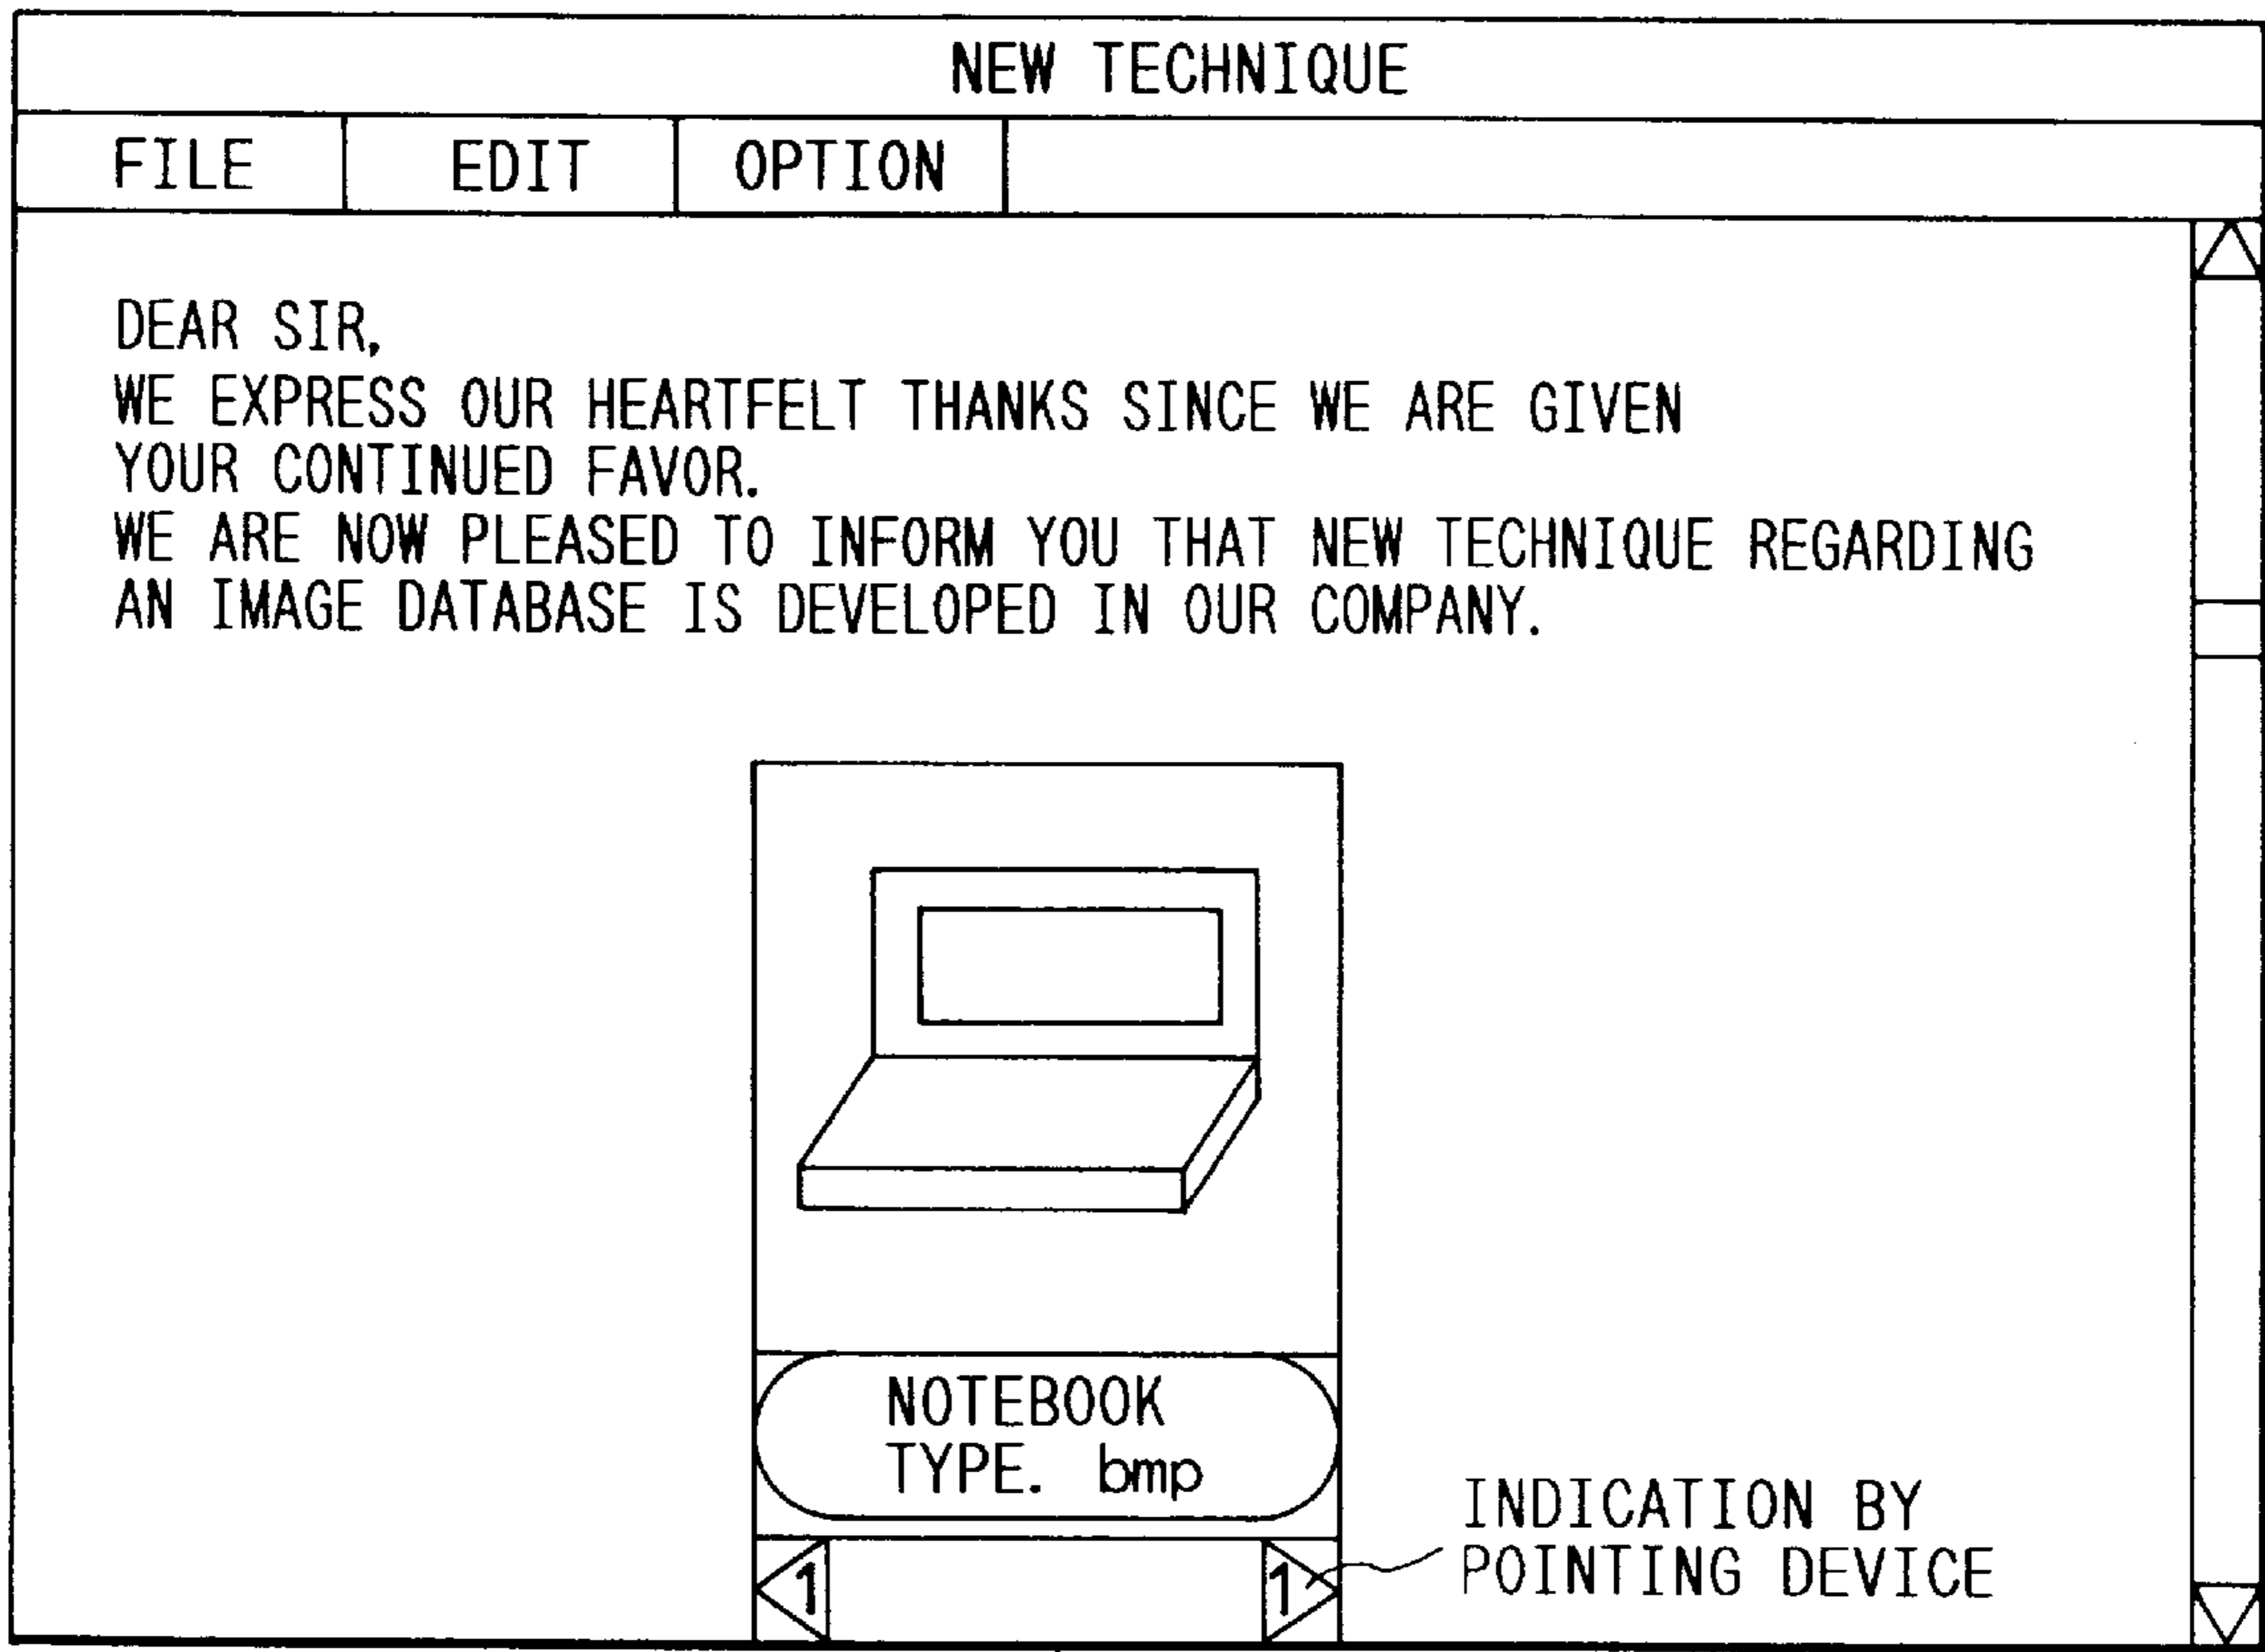 NEW TECHNIQUE
FILE EDIT OPTION
DEAR SIR,
WE EXPRESS OUR HEARTFELT THANKS SINCE WE ARE GIVEN
YOUR CONTINUED FAVOR.
WE ARE NOW PLEASED TO INFORM YOU THAT NEW TECHNIQUE REGARDING
AN IMAGE DATABASE IS DEVELOPED IN OUR COMPANY.
NOTEBOOK
TYPE. bmp
INDICATION BY
POINTING DEVICE
1 1